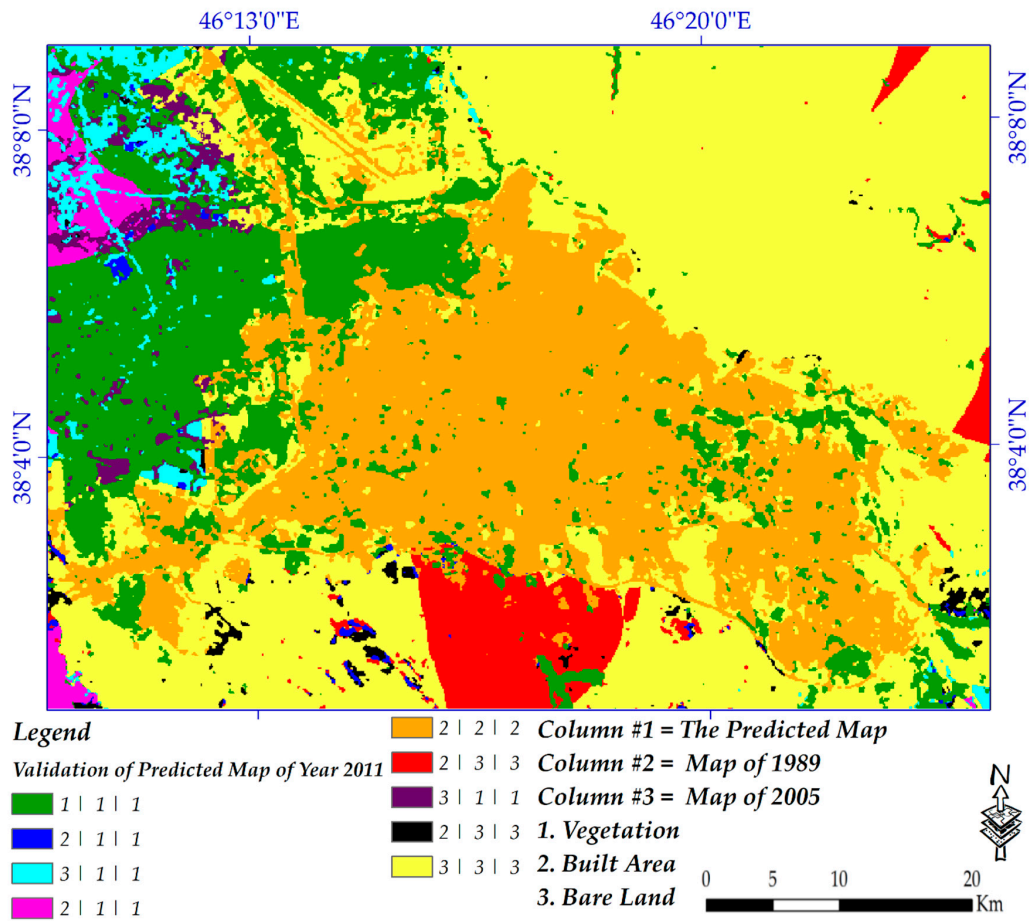 46°13'0"E
46°20'0"E
38°8'0"N
38°8'0"N
38°4'0"N
38°4'0"N
Legend
Validation of Predicted Map of Year 2011
1 | 1 | 1
2 | 1 | 1
3 | 1 | 1
2 | 1 | 1
2 | 2 | 2
2 | 3 | 3
3 | 1 | 1
2 | 3 | 3
3 | 3 | 3
Column #1 = The Predicted Map
Column #2 = Map of 1989
Column #3 = Map of 2005
1. Vegetation
2. Built Area
3. Bare Land
N
0 5 10 20
Km